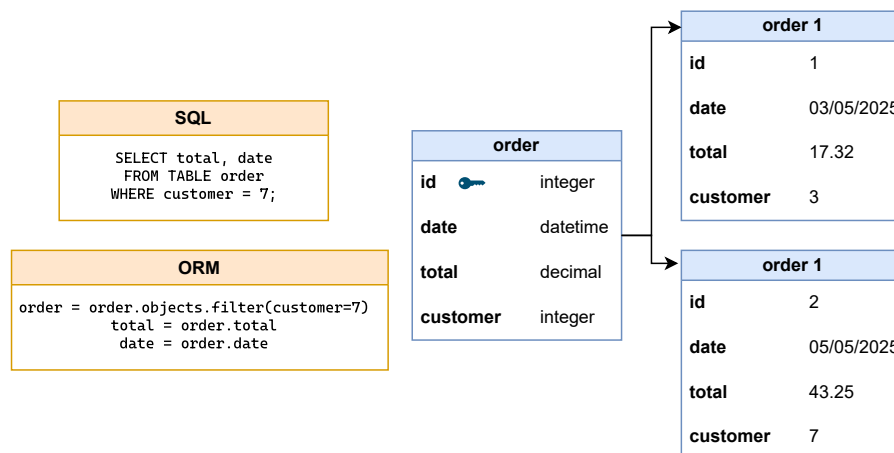 SQL
SELECT total, date
FROM TABLE order
WHERE customer = 7;
ORM
order = order.objects.filter(customer=7)
total = order.total
date = order.date
order
id integer
date datetime
total decimal
customer integer
order 1
id 1
date 03/05/2025
total 17.32
customer 3
order 1
id 2
date 05/05/2025
total 43.25
customer 7